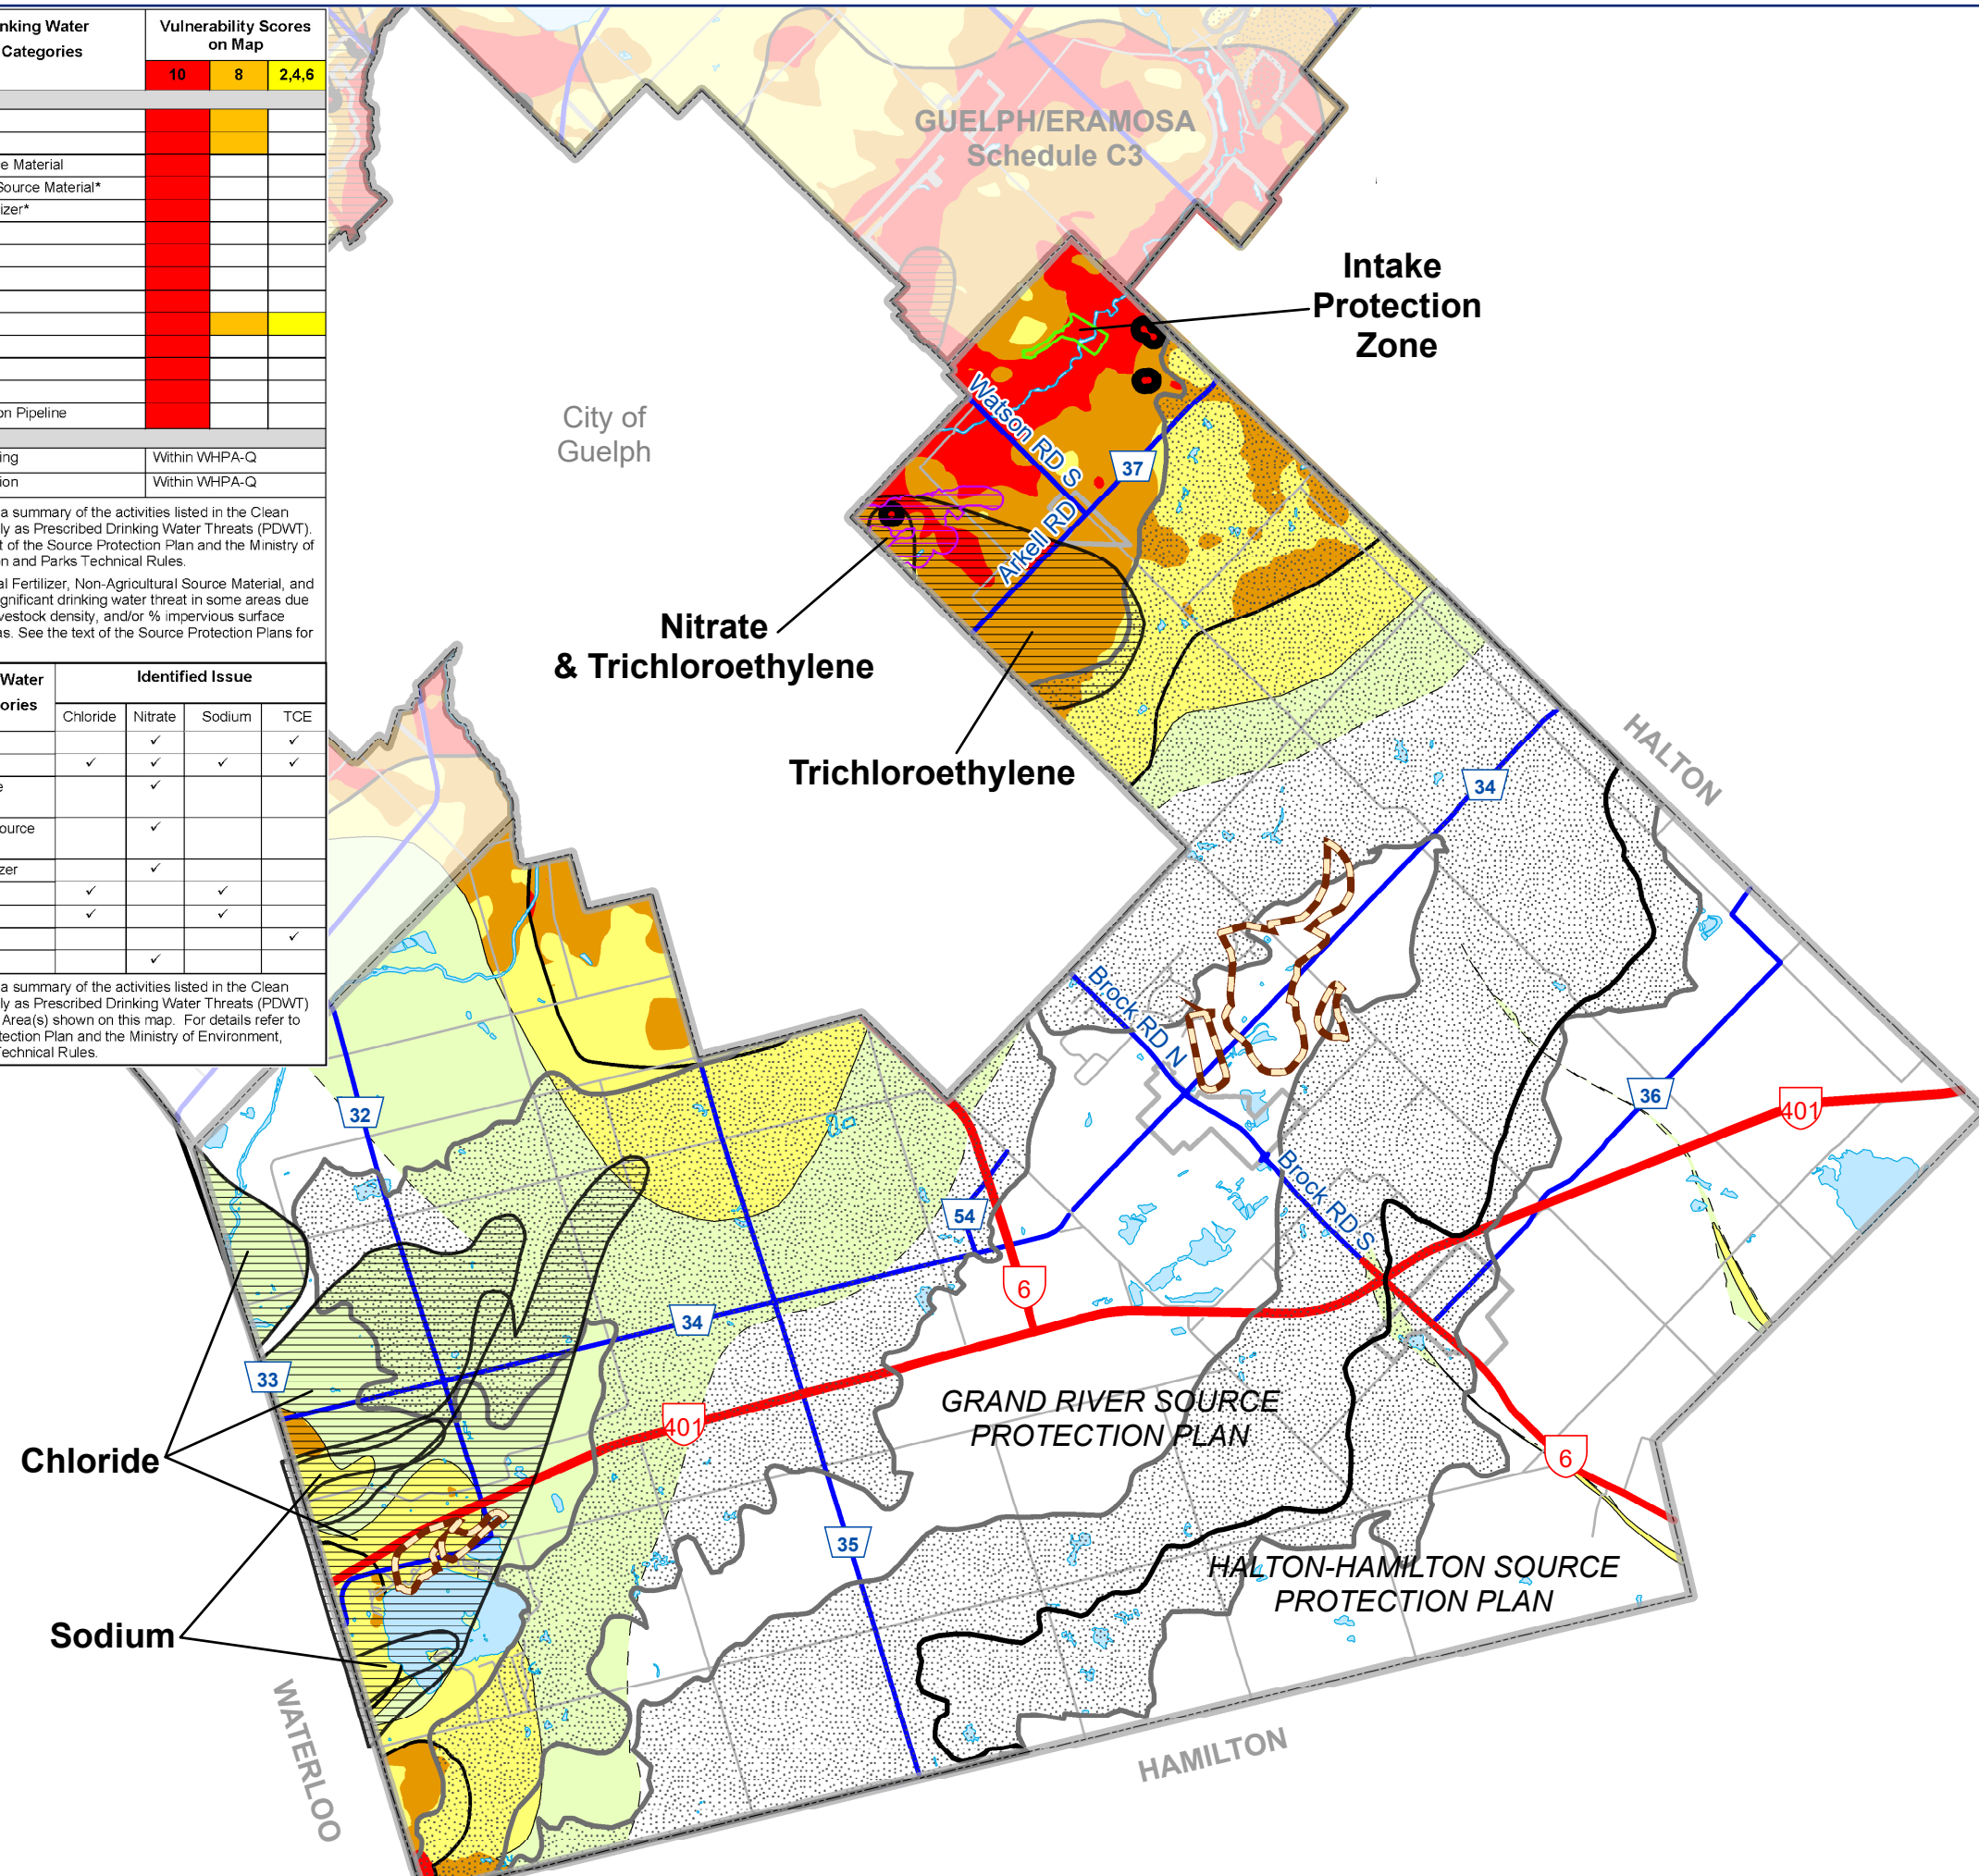 nking Water
Categories
Vulnerability Scores
on Map
10
8
2,4,6
e Material
Source Material*
izer*
on Pipeline
ing
Within WHPA-Q
ion
Within WHPA-Q
a summary of the activities listed in the Clean
ly as Prescribed Drinking Water Threats (PDWT).
t of the Source Protection Plan and the Ministry of
n and Parks Technical Rules.
al Fertilizer, Non-Agricultural Source Material, and
gnificant drinking water threat in some areas due
vestock density, and/or % impervious surface
as. See the text of the Source Protection Plans for
Water
ories
Identified Issue
Chloride
Nitrate
Sodium
TCE
✓ ✓
✓ ✓ ✓ ✓
e ✓
ource ✓
zer ✓
✓ ✓
✓ ✓
✓
✓
a summary of the activities listed in the Clean
ly as Prescribed Drinking Water Threats (PDWT)
Area(s) shown on this map. For details refer to
tection Plan and the Ministry of Environment,
Technical Rules.
GUELPH/ERAMOSA
Schedule C3
Intake
Protection
Zone
City of
Guelph
Watson RD S
37
Arkell RD
Nitrate
& Trichloroethylene
Trichloroethylene
HALTON
34
Brock RD N
36
401
32
Brock RD S
54
6
34
33
401
GRAND RIVER SOURCE
PROTECTION PLAN
6
Chloride
35
HALTON-HAMILTON SOURCE
PROTECTION PLAN
Sodium
WATERLOO
HAMILTON